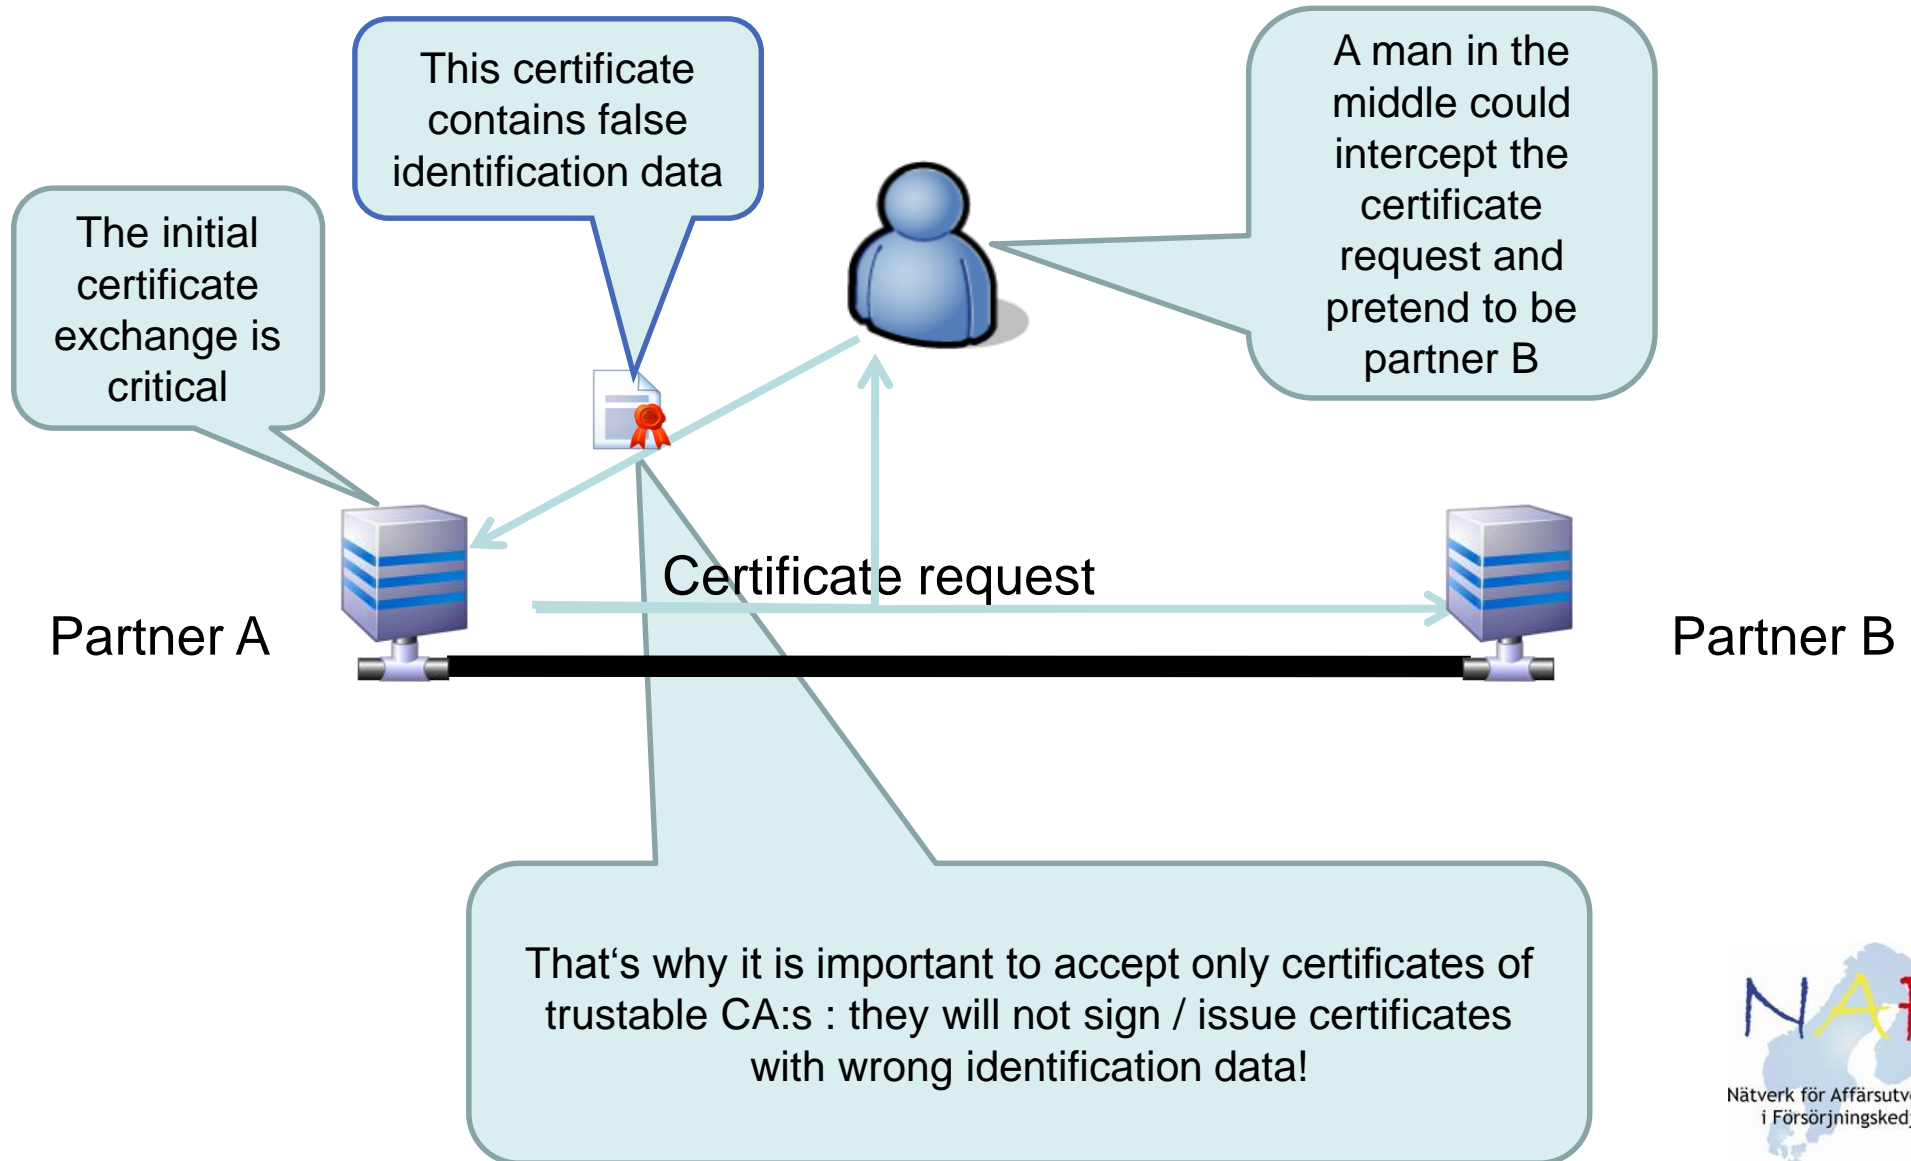 This certificate
contains false
identification data
A man in the
middle could
intercept the
certificate
request and
pretend to be
partner B
The initial
certificate
exchange is
critical
Certificate request
Partner A
Partner B
That‘s why it is important to accept only certificates of
trustable CA:s : they will not sign / issue certificates
with wrong identification data!
Nätverk för
i